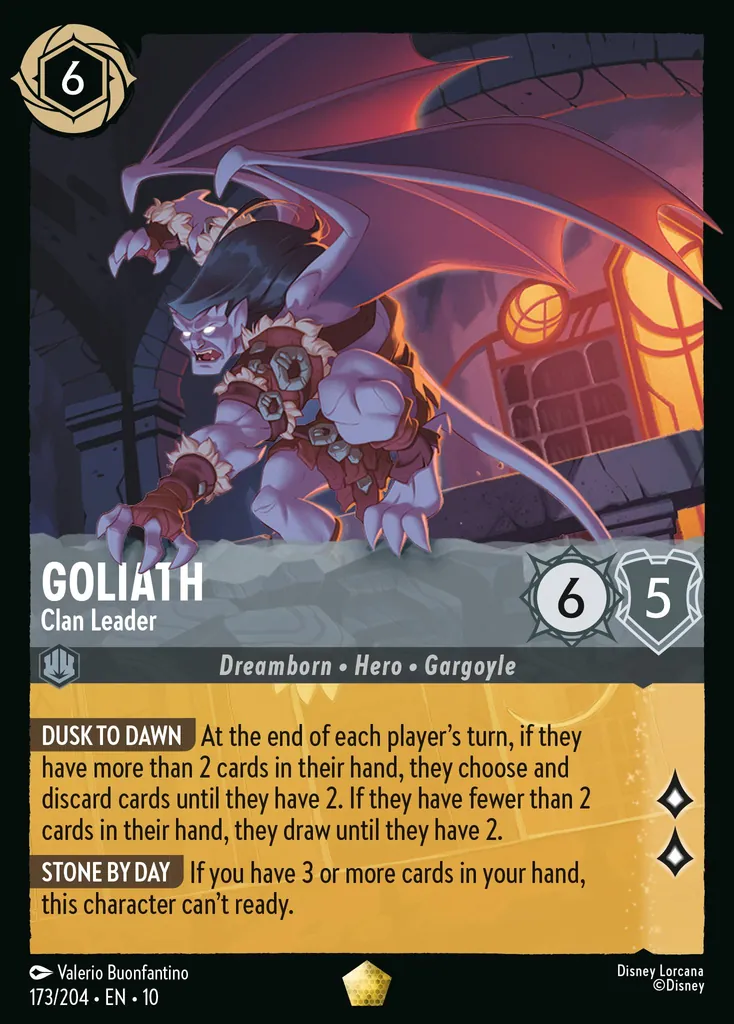 6
GOLIATH
Clan Leader
6
5
Dreamborn • Hero • Gargoyle
DUSK TO DAWN At the end of each player's turn, if they
have more than 2 cards in their hand, they choose and
discard cards until they have 2. If they have fewer than 2
cards in their hand, they draw until they have 2.
STONE BY DAY If you have 3 or more cards in your hand,
this character can't ready.
Valerio Buonfantino
173/204 • EN • 10
Disney Lorcana
©Disney